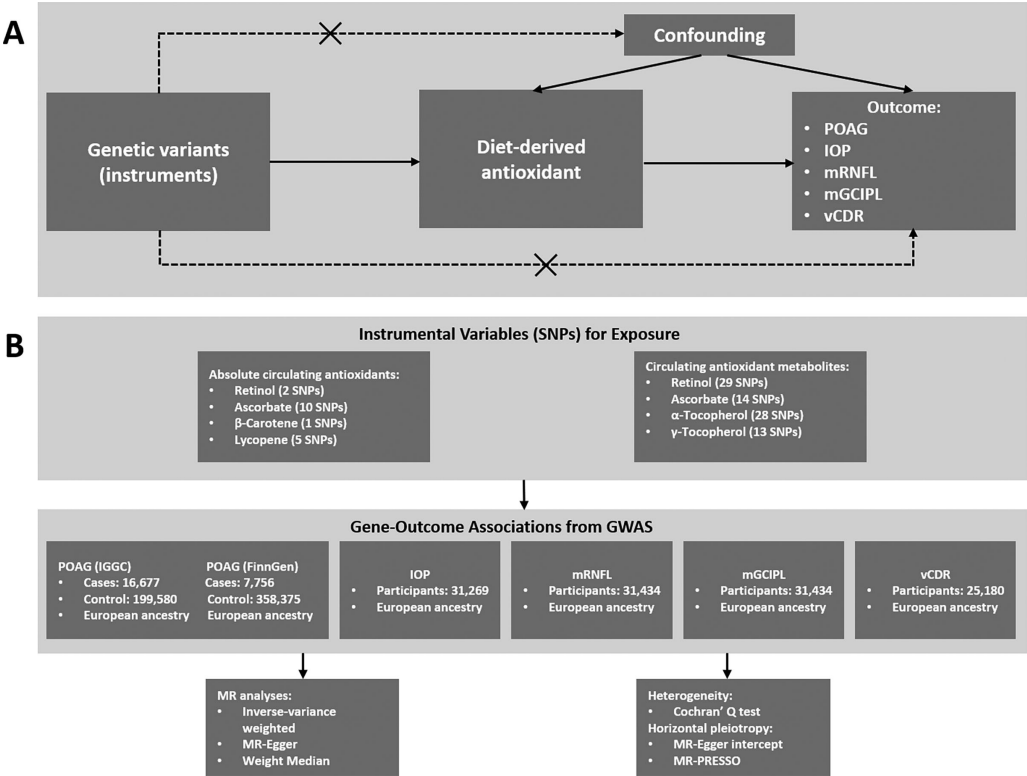 A
Confounding
Genetic variants
(instruments)
Diet-derived
antioxidant
Outcome:
• POAG
• IOP
• mRNFL
• mGCIPL
• vCDR
B
Instrumental Variables (SNPs) for Exposure
Absolute circulating antioxidants:
• Retinol (2 SNPs)
• Ascorbate (10 SNPs)
• β-Carotene (1 SNPs)
• Lycopene (5 SNPs)
Circulating antioxidant metabolites:
• Retinol (29 SNPs)
• Ascorbate (14 SNPs)
• α-Tocopherol (28 SNPs)
• γ-Tocopherol (13 SNPs)
Gene-Outcome Associations from GWAS
POAG (IGGC)
• Cases: 16,677
• Control: 199,580
• European ancestry
POAG (FinnGen)
Cases: 7,756
Control: 358,375
European ancestry
IOP
• Participants: 31,269
• European ancestry
mRNFL
• Participants: 31,434
• European ancestry
mGCIPL
• Participants: 31,434
• European ancestry
vCDR
• Participants: 25,180
• European ancestry
MR analyses:
• Inverse-variance
weighted
• MR-Egger
• Weight Median
Heterogeneity:
• Cochran’ Q test
Horizontal pleiotropy:
• MR-Egger intercept
• MR-PRESSO